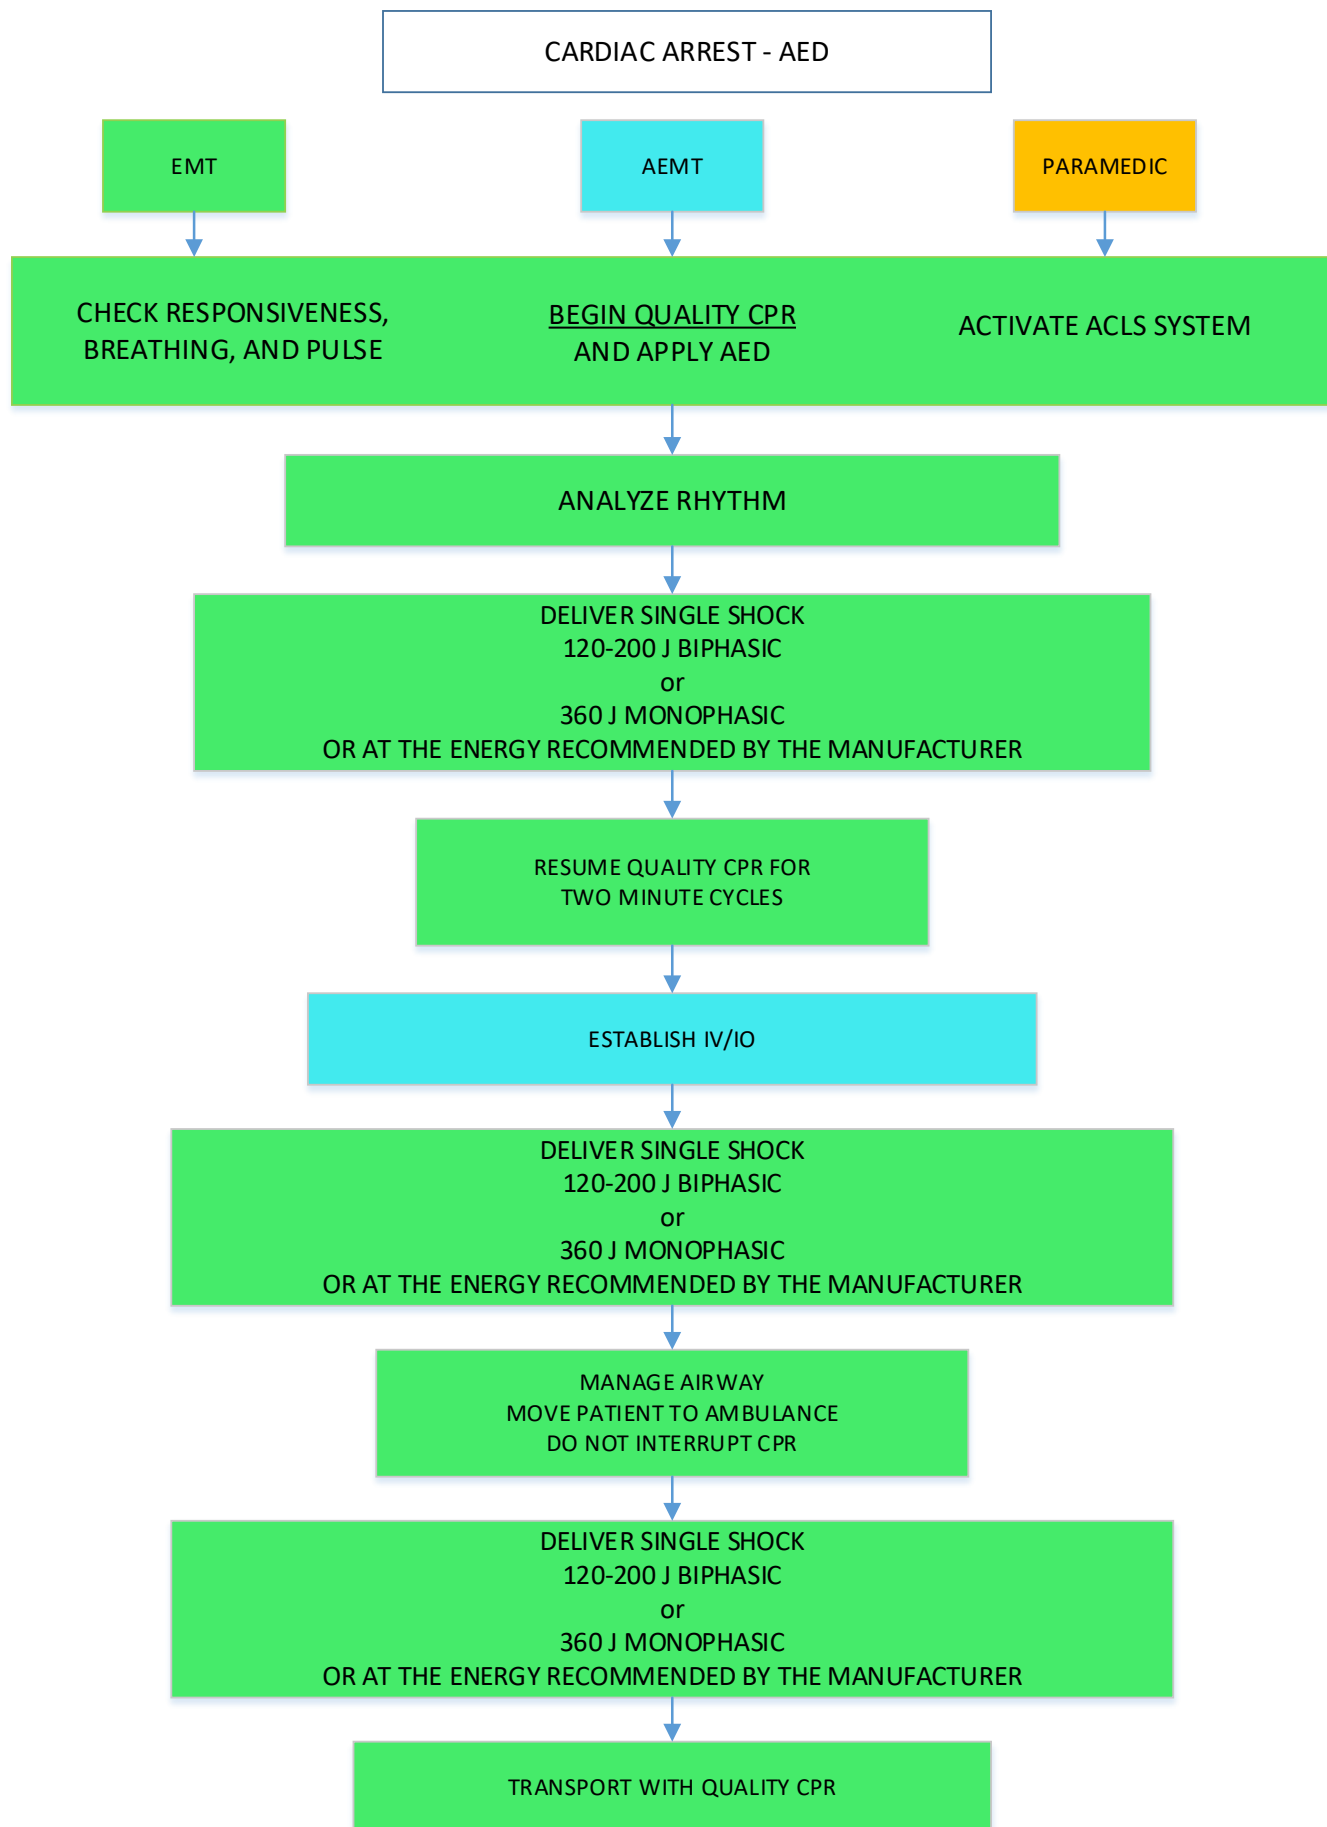 CARDIAC ARREST - AED
EMT
AEMT
PARAMEDIC
CHECK RESPONSIVENESS,
BREATHING, AND PULSE
BEGIN QUALITY CPR
AND APPLY AED
ACTIVATE ACLS SYSTEM
ANALYZE RHYTHM
DELIVER SINGLE SHOCK
120-200 J BIPHASIC
or
360 J MONOPHASIC
OR AT THE ENERGY RECOMMENDED BY THE MANUFACTURER
RESUME QUALITY CPR FOR
TWO MINUTE CYCLES
ESTABLISH IV/IO
DELIVER SINGLE SHOCK
120-200 J BIPHASIC
or
360 J MONOPHASIC
OR AT THE ENERGY RECOMMENDED BY THE MANUFACTURER
MANAGE AIRWAY
MOVE PATIENT TO AMBULANCE
DO NOT INTERRUPT CPR
DELIVER SINGLE SHOCK
120-200 J BIPHASIC
or
360 J MONOPHASIC
OR AT THE ENERGY RECOMMENDED BY THE MANUFACTURER
TRANSPORT WITH QUALITY CPR